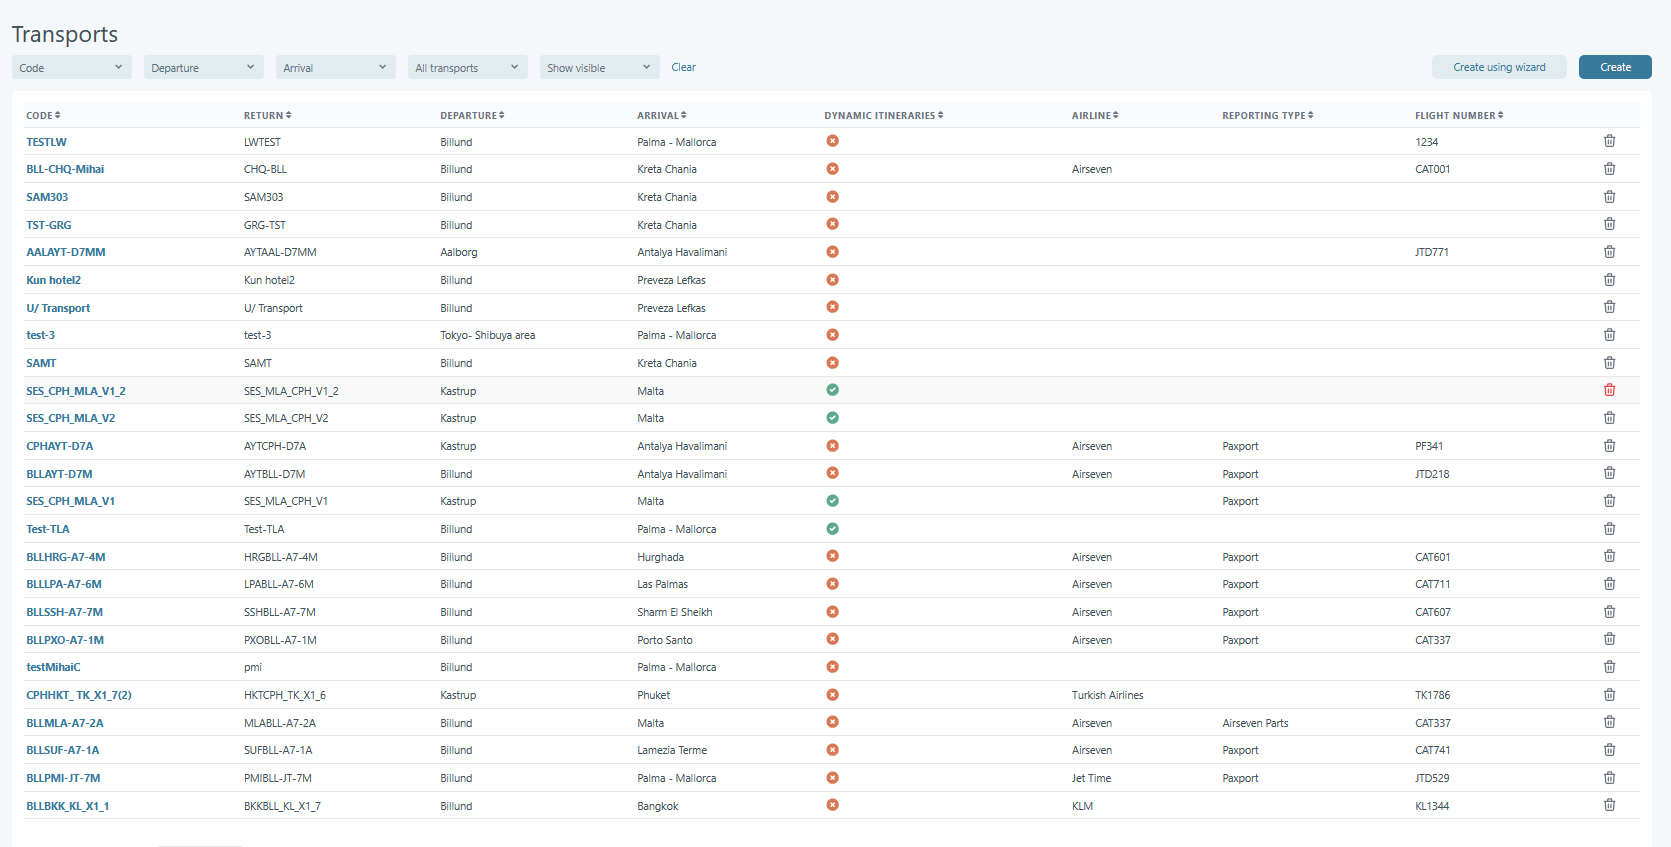 Transports
Code Departure Arrival All transports Show visible Clear Create using wizard Create
CODE RETURN DEPARTURE ARRIVAL DYNAMIC ITINERARIES AIRLINE REPORTING TYPE FLIGHT NUMBER
TESTLW LWTEST Billund Palma - Mallorca 1234
BLL-CHQ-Mihai CHQ-BLL Billund Kreta Chania Airseven CAT001
SAM303 SAM303 Billund Kreta Chania
TST-GRG GRG-TST Billund Kreta Chania
AALAYT-D7MM AYTAAL-D7MM Aalborg Antalya Havalimani JTD771
Kun hotel2 Kun hotel2 Billund Preveza Lefkas
U/ Transport U/ Transport Billund Preveza Lefkas
test-3 test-3 Tokyo- Shibuya area Palma - Mallorca
SAMT SAMT Billund Kreta Chania
SES_CPH_MLA_V1_2 SES_MLA_CPH_V1_2 Kastrup Malta
SES_CPH_MLA_V2 SES_MLA_CPH_V2 Kastrup Malta
CPHAYT-D7A AYTCPH-D7A Kastrup Antalya Havalimani Airseven Paxport PF341
BLLAYT-D7M AYTBLL-D7M Billund Antalya Havalimani Airseven Paxport JTD218
SES_CPH_MLA_V1 SES_MLA_CPH_V1 Kastrup Malta Paxport
Test-TLA Test-TLA Billund Palma - Mallorca
BLLHRG-A7-4M HRGBLL-A7-4M Billund Hurghada Airseven Paxport CAT601
BLLLPA-A7-6M LPABLL-A7-6M Billund Las Palmas Airseven Paxport CAT711
BLLSSH-A7-7M SSHBLL-A7-7M Billund Sharm El Sheikh Airseven Paxport CAT607
BLLPXO-A7-1M PXOBLL-A7-1M Billund Porto Santo Airseven Paxport CAT337
testMihaiC pmi Billund Palma - Mallorca
CPHHKT_ TK_X1_7(2) HKTCPH_TK_X1_6 Kastrup Phuket Turkish Airlines TK1786
BLLMLA-A7-2A MLABLL-A7-2A Billund Malta Airseven Airseven Parts CAT337
BLLSUF-A7-1A SUFBLL-A7-1A Billund Lamezia Terme Airseven Paxport CAT741
BLLPMI-JT-7M PMIBLL-JT-7M Billund Palma - Mallorca Jet Time Paxport JTD529
BLLBKK_KL_X1_1 BKKBLL_KL_X1_7 Billund Bangkok KLM KL1344